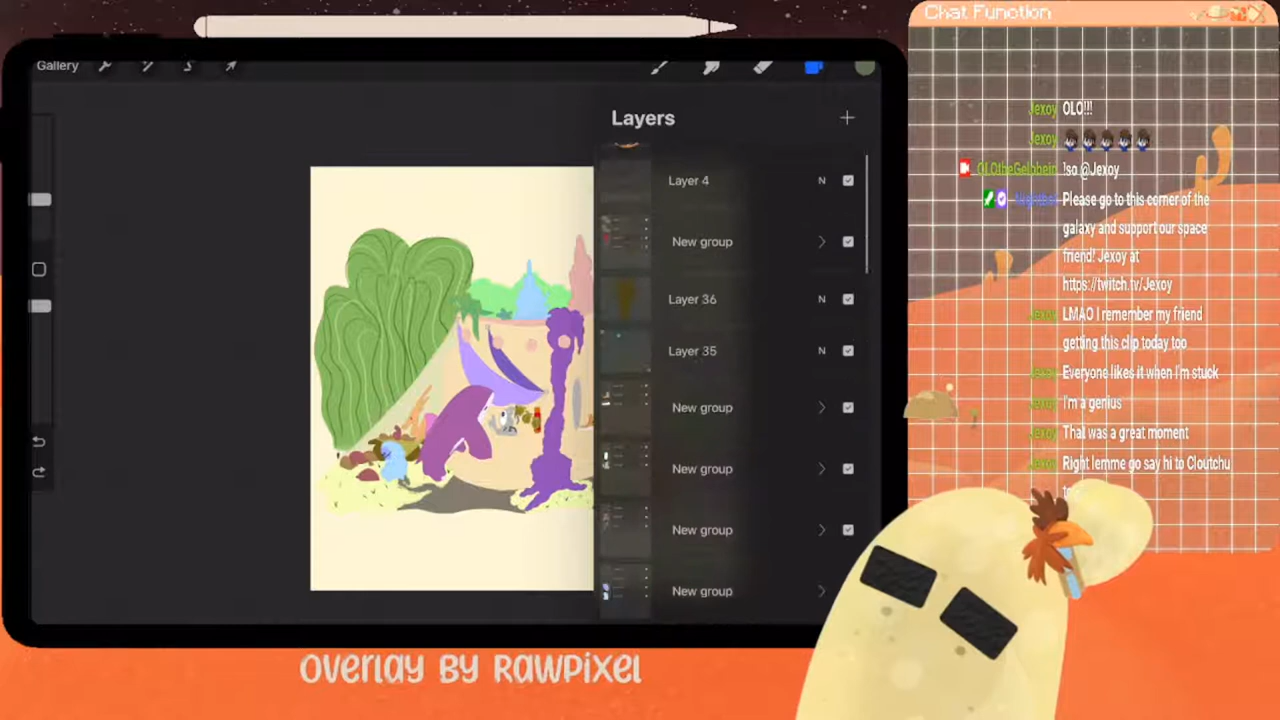 Chat Function
Gallery
Layers
Layer 4 N
New group
Layer 36 N
Layer 35 N
New group
New group
New group
New group
Jexoy OLO!!!
Jexoy
OLOtheGelbbein !so @Jexoy
Nightbot Please go to this corner of the
galaxy and support our space
friend! Jexoy at
https://twitch.tv/Jexoy
Jexoy LMAO I remember my friend
getting this clip today too
Jexoy Everyone likes it when I'm stuck
Jexoy I'm a genius
Jexoy That was a great moment
Jexoy Right lemme go say hi to Cloutchu
OVERLAY BY RAWPIXEL